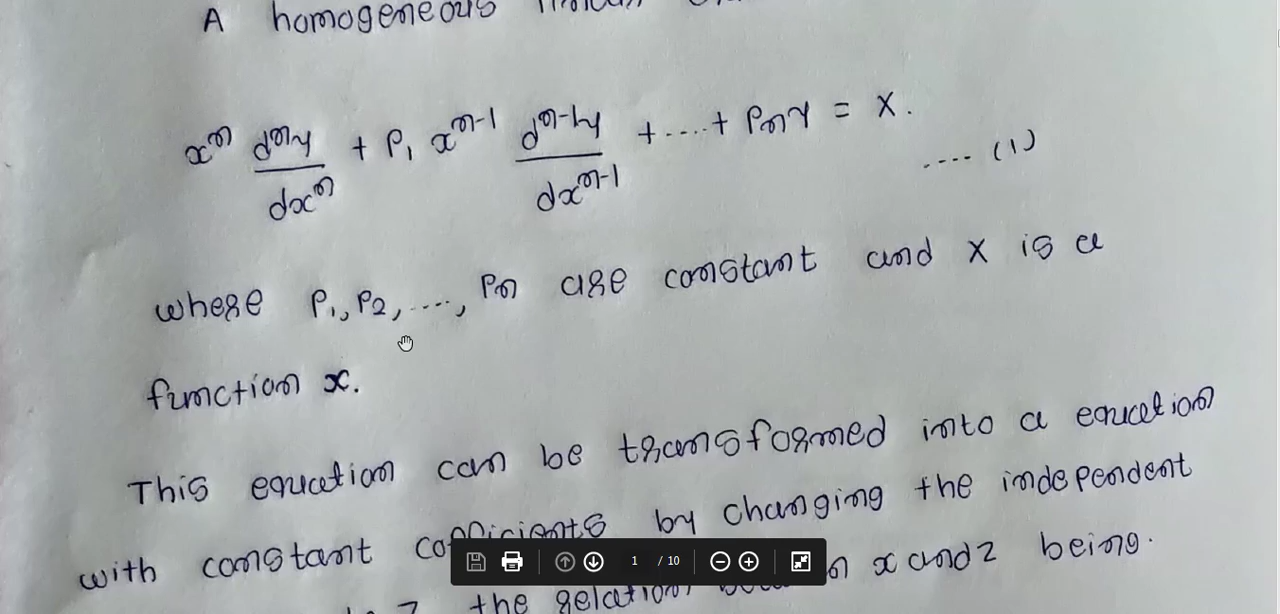 A homogeneous linear
x^n d^n y / dx^n + P1 x^n-1 d^n-1 y / dx^n-1 + .... + Pn y = X.
.... (1)
where P1, P2, ...., Pn are constant and X is a
function x.
This equation can be transformed into a equation
with constant by changing the independent
the relation x and z being.
1 / 10